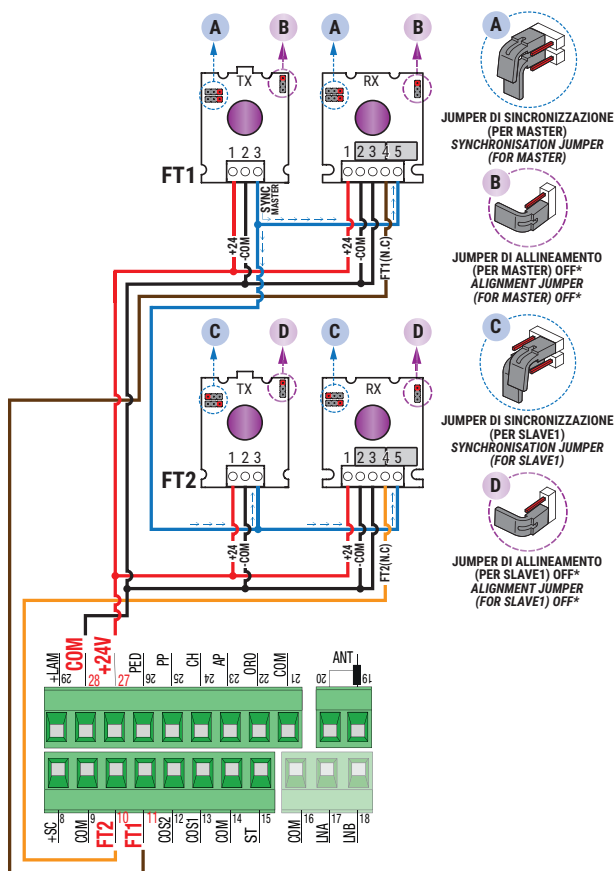 A B A B
TX RX
1 2 3
1 2 3 4 5
FT1
SYNC
MASTER
+24
-COM
+24
-COM
FT1(N.C)
C D C D
TX RX
1 2 3
1 2 3 4 5
FT2
+24
-COM
+24
-COM
FT2(N.C)
A
JUMPER DI SINCRONIZZAZIONE
(PER MASTER)
SYNCHRONISATION JUMPER
(FOR MASTER)
B
JUMPER DI ALLINEAMENTO
(PER MASTER) OFF*
ALIGNMENT JUMPER
(FOR MASTER) OFF*
C
JUMPER DI SINCRONIZZAZIONE
(PER SLAVE1)
SYNCHRONISATION JUMPER
(FOR SLAVE1)
D
JUMPER DI ALLINEAMENTO
(PER SLAVE1) OFF*
ALIGNMENT JUMPER
(FOR SLAVE1) OFF*
+LAM COM +24V PED PP CH AP ORO COM ANT
29 28 27 26 25 24 23 22 21 20 19
8 9 10 11 12 13 14 15 16 17 18
+SC COM FT2 FT1 COS2 COS1 COM ST COM LNA LNB